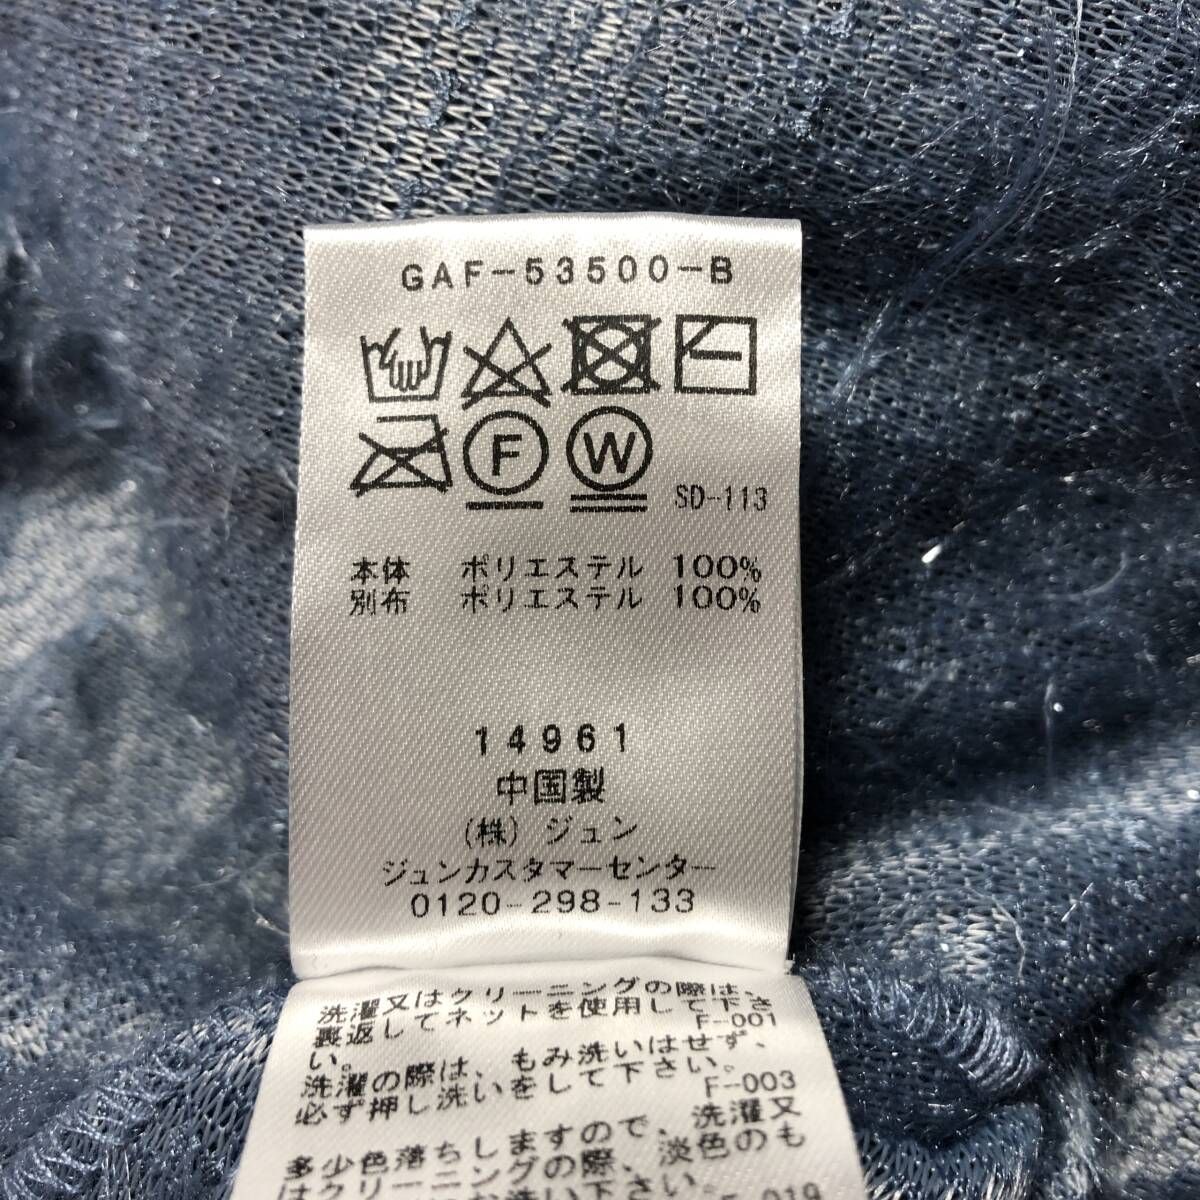 GAF-53500-B
F W
SD-113
本体 ポリエステル 100%
別布 ポリエステル 100%
14961
中国製
(株) ジュン
ジュンカスタマーセンター
0120-298-133
洗濯又はクリーニングの際は、
裏返してネットを使用して下さ
い。 F-001
洗濯の際は、もみ洗いはせず、
必ず押し洗いをして下さい。
F-003
多少色落ちしますので、洗濯又
はクリーニングの際、淡色のも
F-019